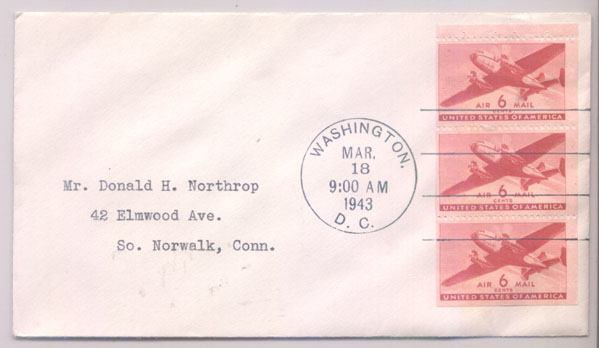 Mr. Donald H. Northrop
42 Elmwood Ave.
So. Norwalk, Conn.
WASHINGTON.
MAR.
18
9:00 AM
1943
D. C.
AIR 6 MAIL
CENTS
UNITED STATES OF AMERICA
AIR 6 MAIL
CENTS
UNITED STATES OF AMERICA
AIR 6 MAIL
CENTS
UNITED STATES OF AMERICA